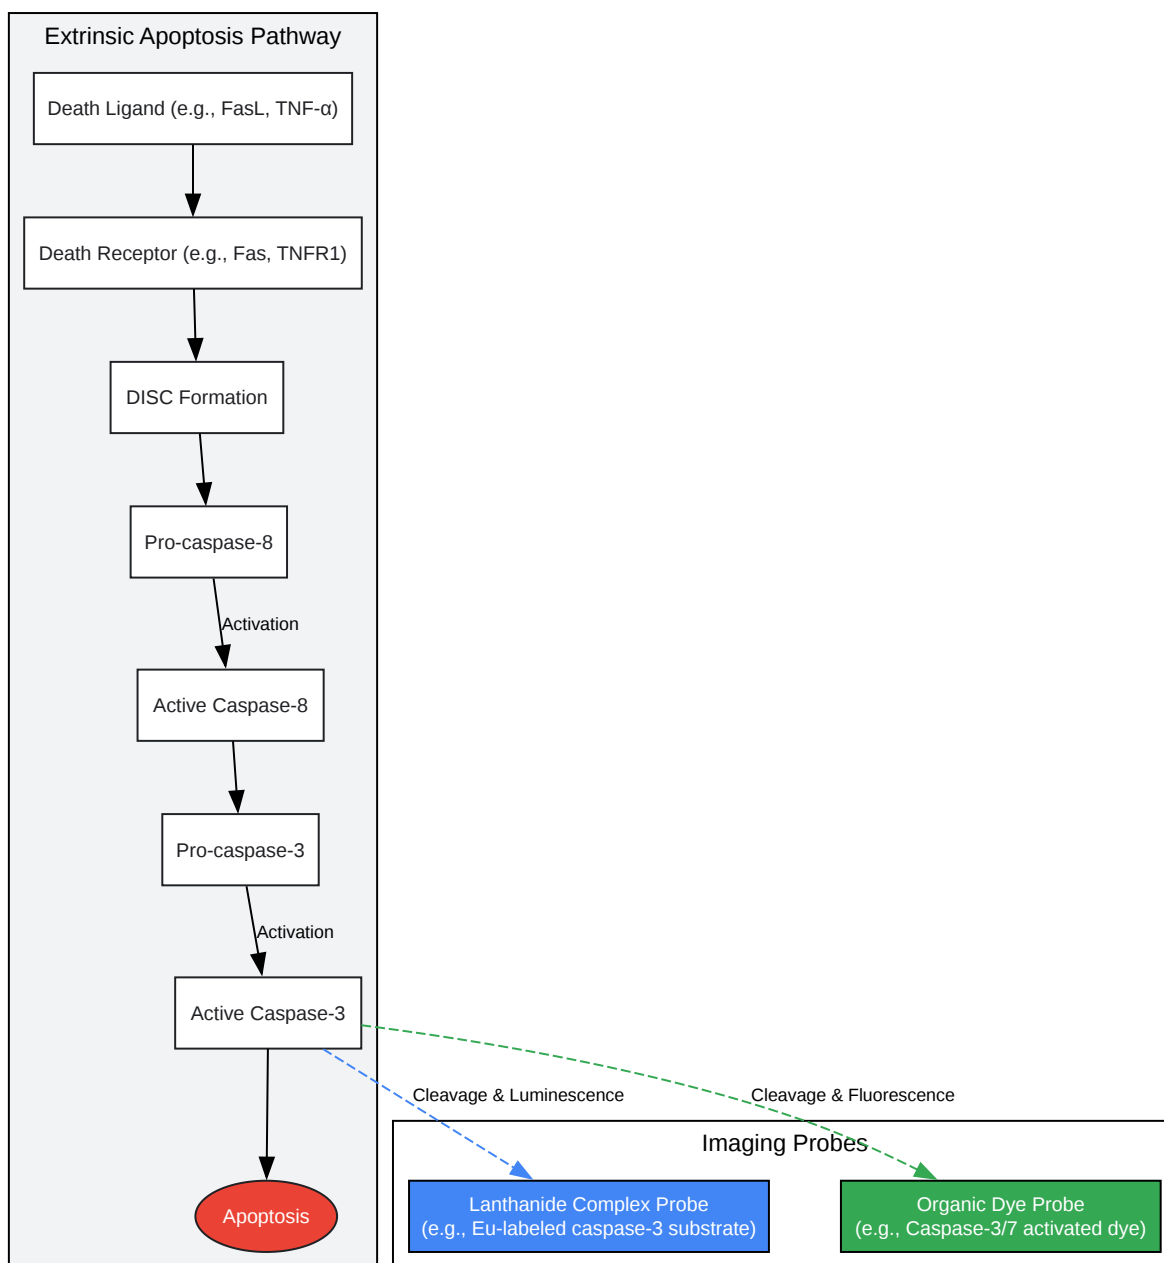 Extrinsic Apoptosis Pathway
Death Ligand (e.g., FasL, TNF-α)
Death Receptor (e.g., Fas, TNFR1)
DISC Formation
Pro-caspase-8
Activation
Active Caspase-8
Pro-caspase-3
Activation
Active Caspase-3
Cleavage & Luminescence
Cleavage & Fluorescence
Imaging Probes
Lanthanide Complex Probe
(e.g., Eu-labeled caspase-3 substrate)
Organic Dye Probe
(e.g., Caspase-3/7 activated dye)
Apoptosis